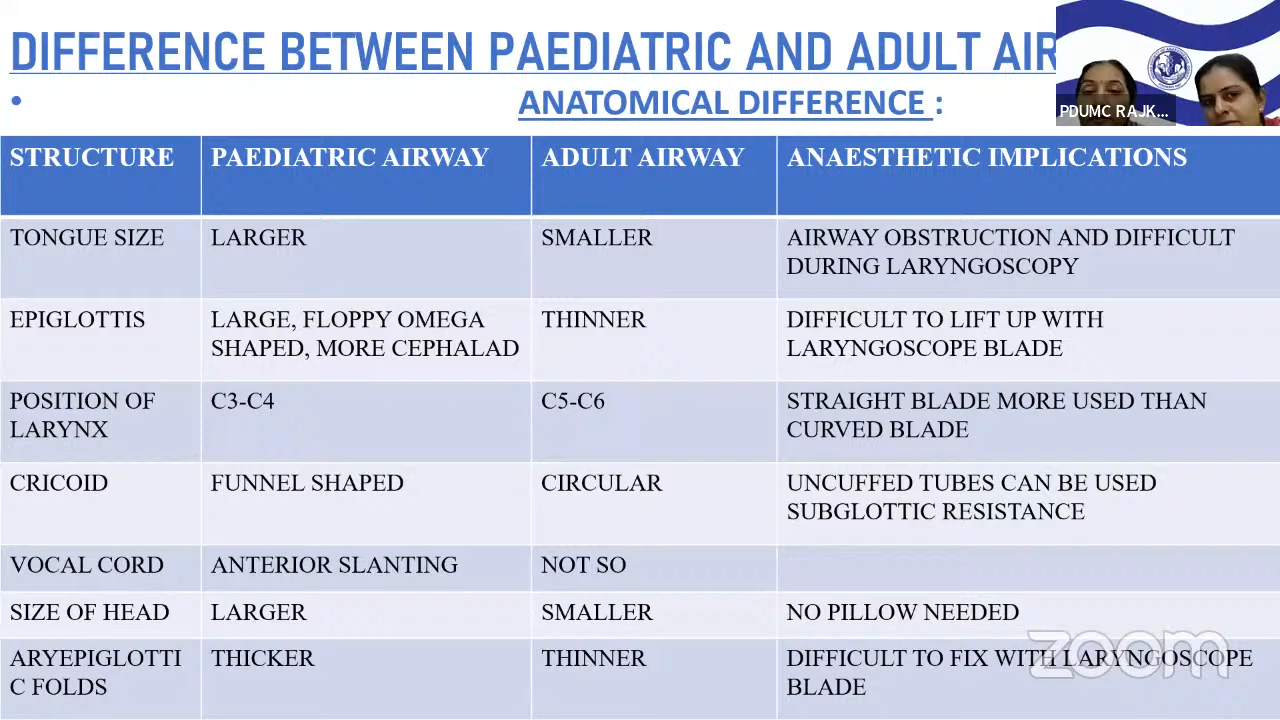 DIFFERENCE BETWEEN PAEDIATRIC AND ADULT AIR
PDUMC RAJK...
• ANATOMICAL DIFFERENCE :
STRUCTURE PAEDIATRIC AIRWAY ADULT AIRWAY ANAESTHETIC IMPLICATIONS
TONGUE SIZE LARGER SMALLER AIRWAY OBSTRUCTION AND DIFFICULT
DURING LARYNGOSCOPY
EPIGLOTTIS LARGE, FLOPPY OMEGA THINNER DIFFICULT TO LIFT UP WITH
SHAPED, MORE CEPHALAD LARYNGOSCOPE BLADE
POSITION OF C3-C4 C5-C6 STRAIGHT BLADE MORE USED THAN
LARYNX CURVED BLADE
CRICOID FUNNEL SHAPED CIRCULAR UNCUFFED TUBES CAN BE USED
SUBGLOTTIC RESISTANCE
VOCAL CORD ANTERIOR SLANTING NOT SO
SIZE OF HEAD LARGER SMALLER NO PILLOW NEEDED
ARYEPIGLOTTI THICKER THINNER DIFFICULT TO FIX WITH LARYNGOSCOPE
C FOLDS BLADE
zoom